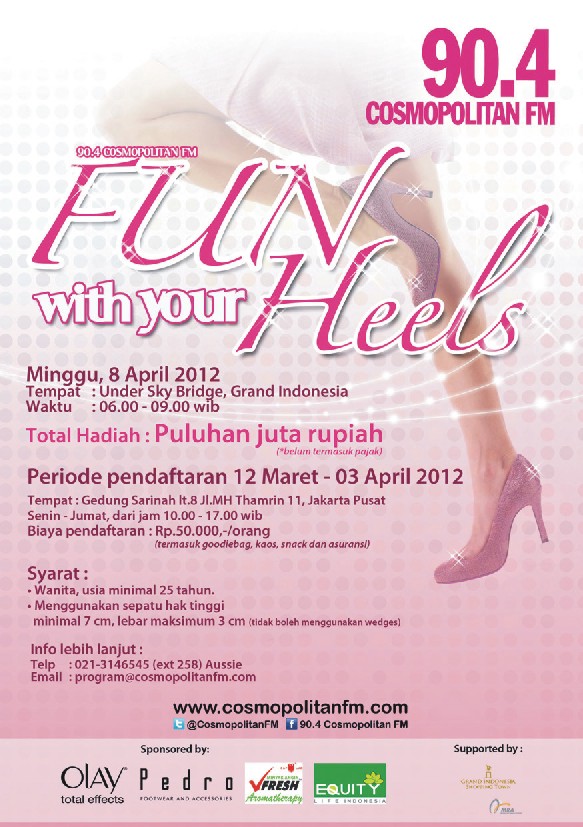 90.4
COSMOPOLITAN FM
90.4 COSMOPOLITAN FM
FUN
with your Heels
Minggu, 8 April 2012
Tempat : Under Sky Bridge, Grand Indonesia
Waktu : 06.00 - 09.00 wib
Total Hadiah : Puluhan juta rupiah
(*belum termasuk pajak)
Periode pendaftaran 12 Maret - 03 April 2012
Tempat : Gedung Sarinah lt.8 Jl.MH Thamrin 11, Jakarta Pusat
Senin - Jumat, dari jam 10.00 - 17.00 wib
Biaya pendaftaran : Rp.50.000,-/orang
(termasuk goodiebag, kaos, snack dan asuransi)
Syarat :
• Wanita, usia minimal 25 tahun.
• Menggunakan sepatu hak tinggi
minimal 7 cm, lebar maksimum 3 cm (tidak boleh menggunakan wedges)
Info lebih lanjut :
Telp : 021-3146545 (ext 258) Aussie
Email : program@cosmopolitanfm.com
www.cosmopolitanfm.com
@CosmopolitanFM 90.4 Cosmopolitan FM
Sponsored by: Supported by :
OLAY
total effects
Pedro
FOOTWEAR AND ACCESSORIES
FRESH
Aromatherapy
EQUITY
LIFE INDONESIA
GRAND INDONESIA
SHOPPING TOWN